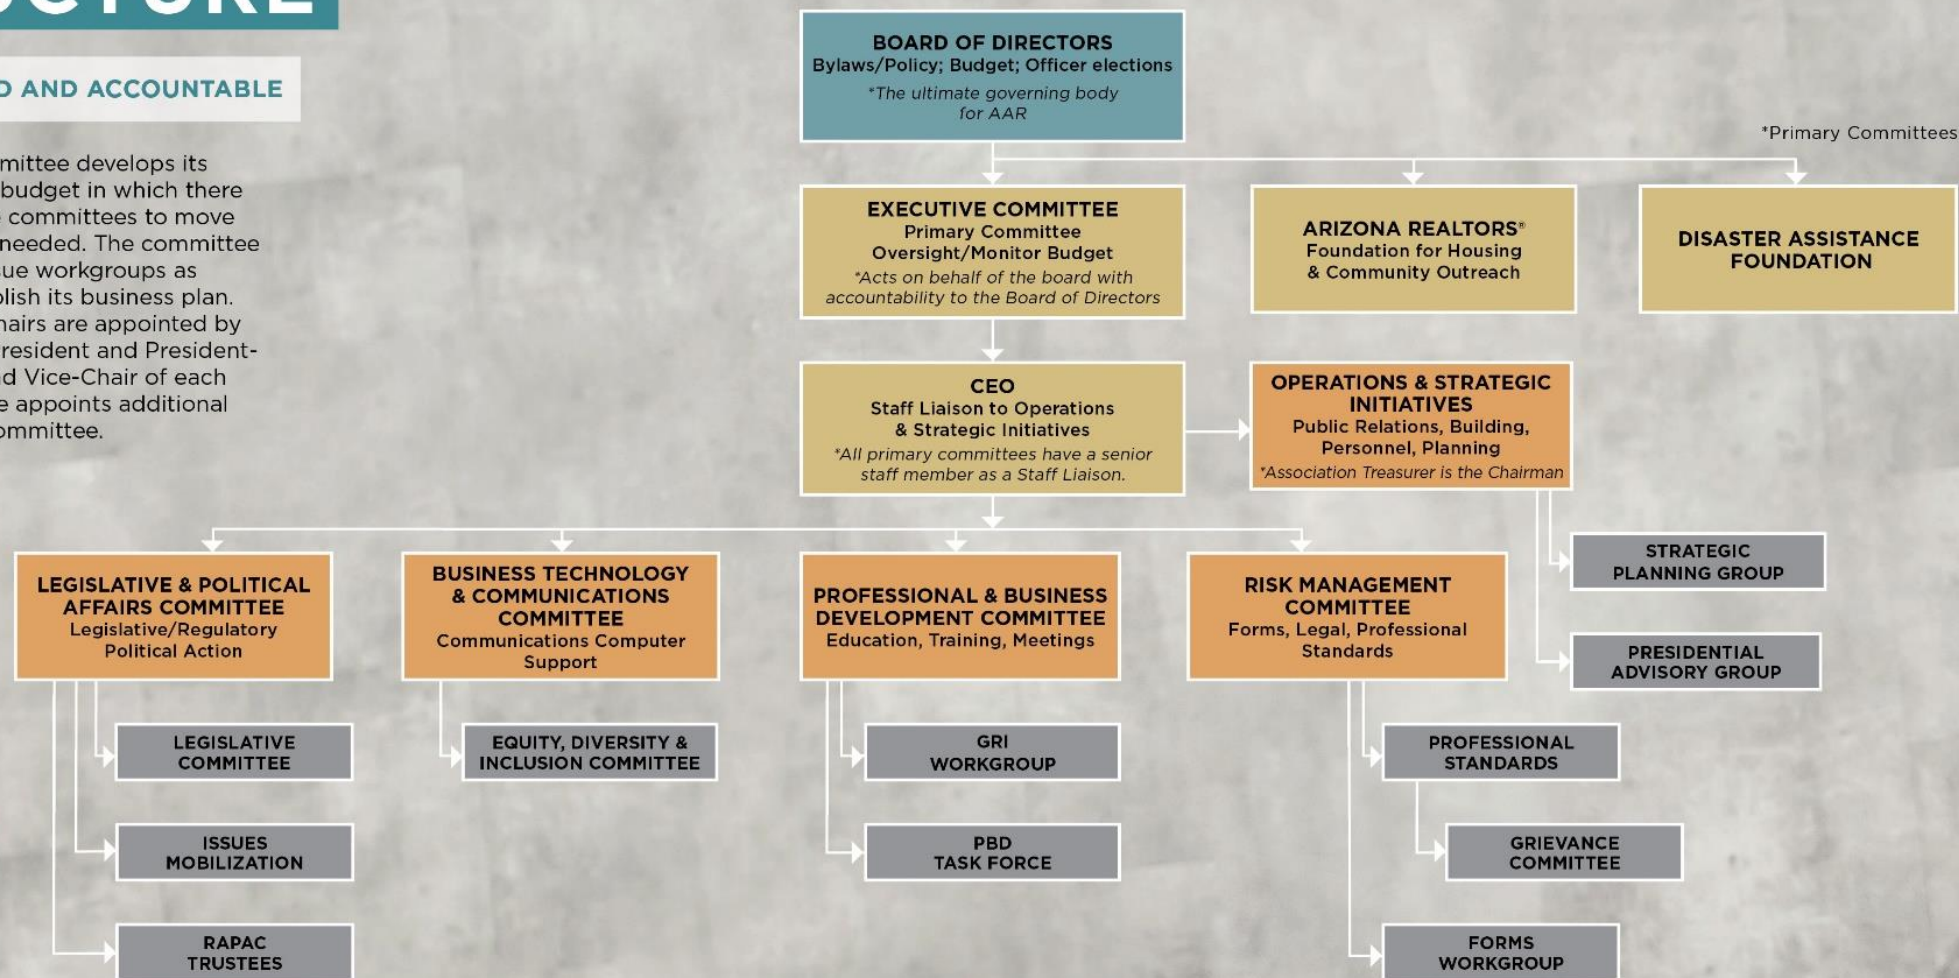 AND ACCOUNTABLE
develops its
budget in which there
committees to move
needed. The committee
workgroups as
its business plan.
are appointed by
and President-
Vice-Chair of each
appoints additional
BOARD OF DIRECTORS
Bylaws/Policy; Budget; Officer elections
*The ultimate governing body
for AAR
*Primary Committees
EXECUTIVE COMMITTEE
Primary Committee
Oversight/Monitor Budget
*Acts on behalf of the board with
accountability to the Board of Directors
ARIZONA REALTORS®
Foundation for Housing
& Community Outreach
DISASTER ASSISTANCE
FOUNDATION
CEO
Staff Liaison to Operations
& Strategic Initiatives
*All primary committees have a senior
staff member as a Staff Liaison.
OPERATIONS & STRATEGIC
INITIATIVES
Public Relations, Building,
Personnel, Planning
*Association Treasurer is the Chairman
STRATEGIC
PLANNING GROUP
PRESIDENTIAL
ADVISORY GROUP
LEGISLATIVE & POLITICAL
AFFAIRS COMMITTEE
Legislative/Regulatory
Political Action
LEGISLATIVE
COMMITTEE
ISSUES
MOBILIZATION
RAPAC
TRUSTEES
BUSINESS TECHNOLOGY
& COMMUNICATIONS
COMMITTEE
Communications Computer
Support
EQUITY, DIVERSITY &
INCLUSION COMMITTEE
PROFESSIONAL & BUSINESS
DEVELOPMENT COMMITTEE
Education, Training, Meetings
GRI
WORKGROUP
PBD
TASK FORCE
RISK MANAGEMENT
COMMITTEE
Forms, Legal, Professional
Standards
PROFESSIONAL
STANDARDS
GRIEVANCE
COMMITTEE
FORMS
WORKGROUP